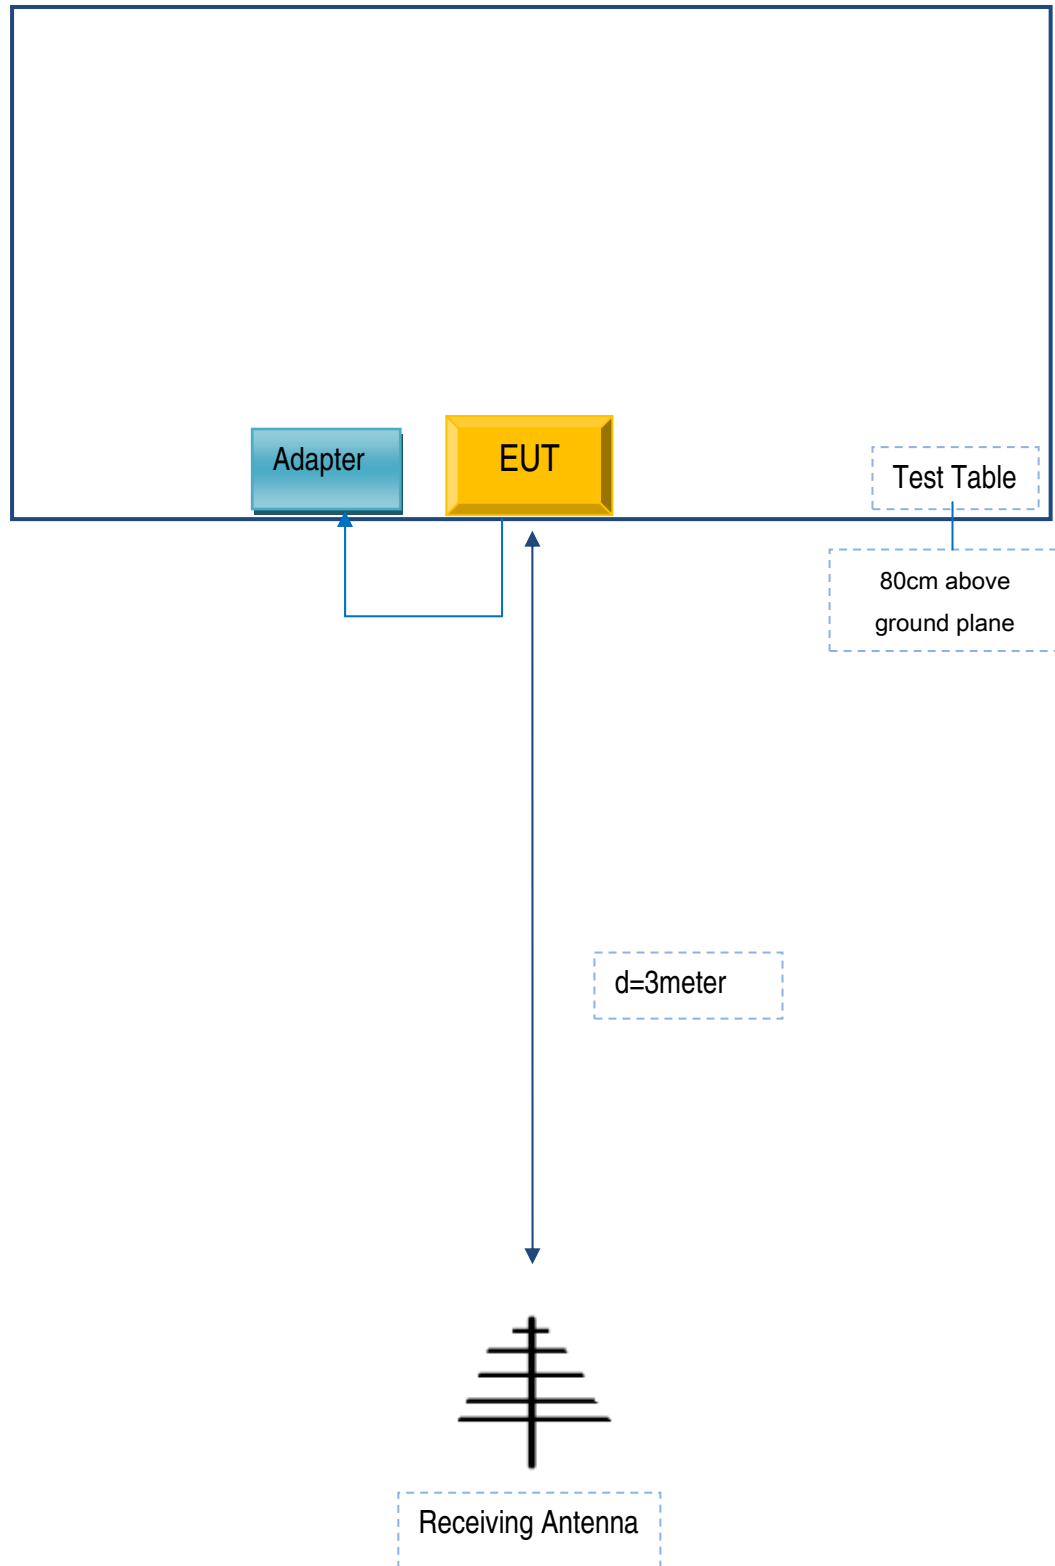 Adapter
EUT
Test Table
80cm above
ground plane
d=3meter
Receiving Antenna